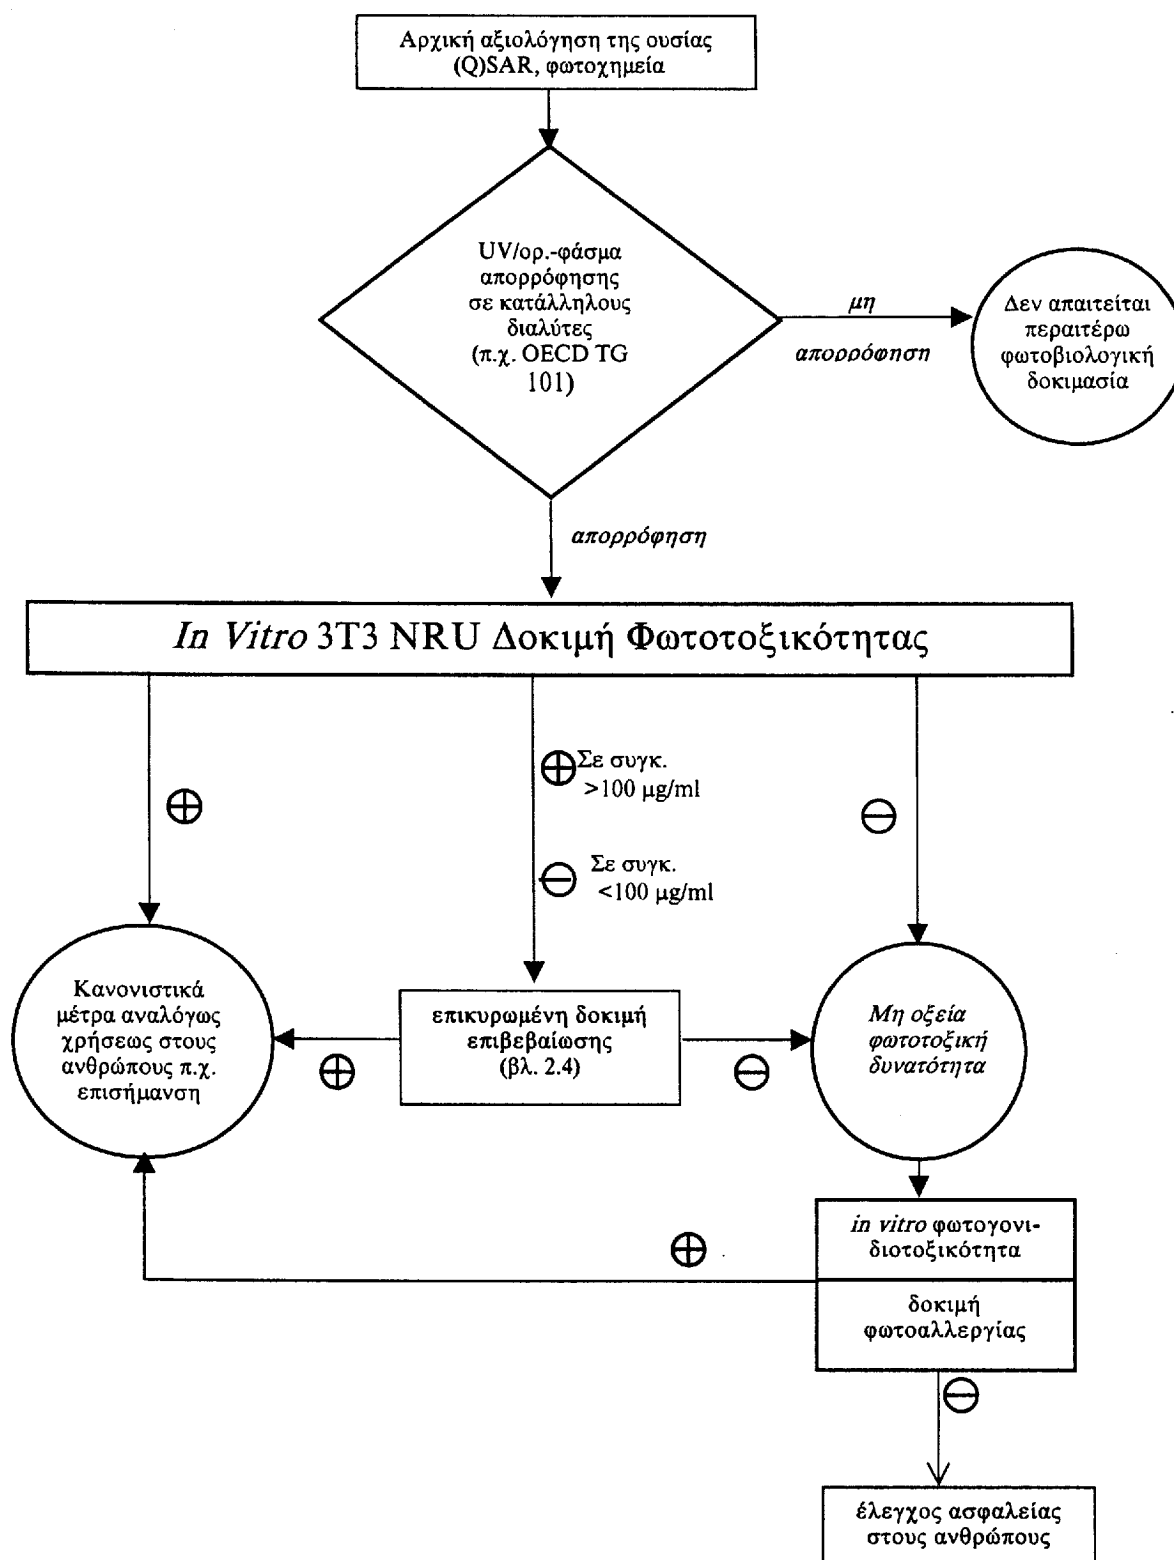 Αρχική αξιολόγηση της ουσίας
(Q)SAR, φωτοχημεία
UV/ορ.-φάσμα
απορρόφησης
σε κατάλληλους
διαλύτες
(π.χ. OECD TG
101)
μη
απορρόφηση
Δεν απαιτείται
περαιτέρω
φωτοβιολογική
δοκιμασία
απορρόφηση
In Vitro 3T3 NRU Δοκιμή Φωτοτοξικότητας
Σε συγκ.
>100 μg/ml
Σε συγκ.
<100 μg/ml
Κανονιστικά
μέτρα αναλόγως
χρήσεως στους
ανθρώπους π.χ.
επισήμανση
επικυρωμένη δοκιμή
επιβεβαίωσης
(βλ. 2.4)
Μη οξεία
φωτοτοξική
δυνατότητα
in vitro φωτογονι-
διοτοξικότητα
δοκιμή
φωτοαλλεργίας
έλεγχος ασφαλείας
στους ανθρώπους